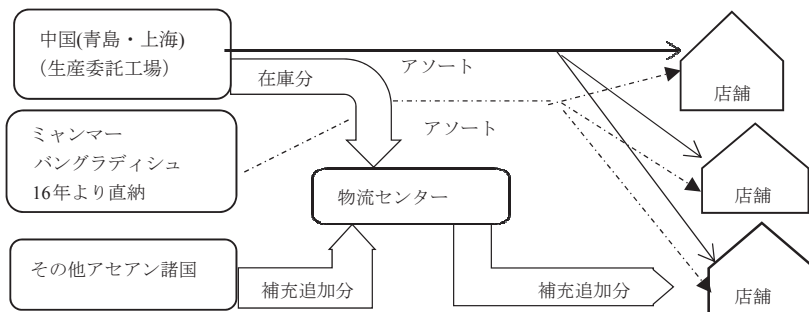 中国(青島・上海)
（生産委託工場）
在庫分
アソート
アソート
店舗
ミャンマー
バングラディシュ
16年より直納
物流センター
店舗
その他アセアン諸国
補充追加分
補充追加分
店舗